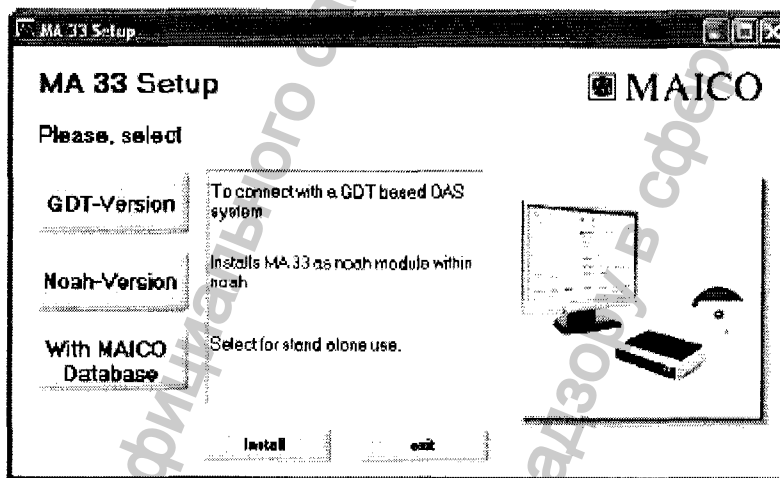 MA 33 Setup
MA 33 Setup
MAICO
Please, select
GDT-Version
To connect with a GDT based OAS
system
Noah-Version
Installs MA 33 as noah module within
noah
With MAICO
Database
Select for stand alone use.
Install
exit